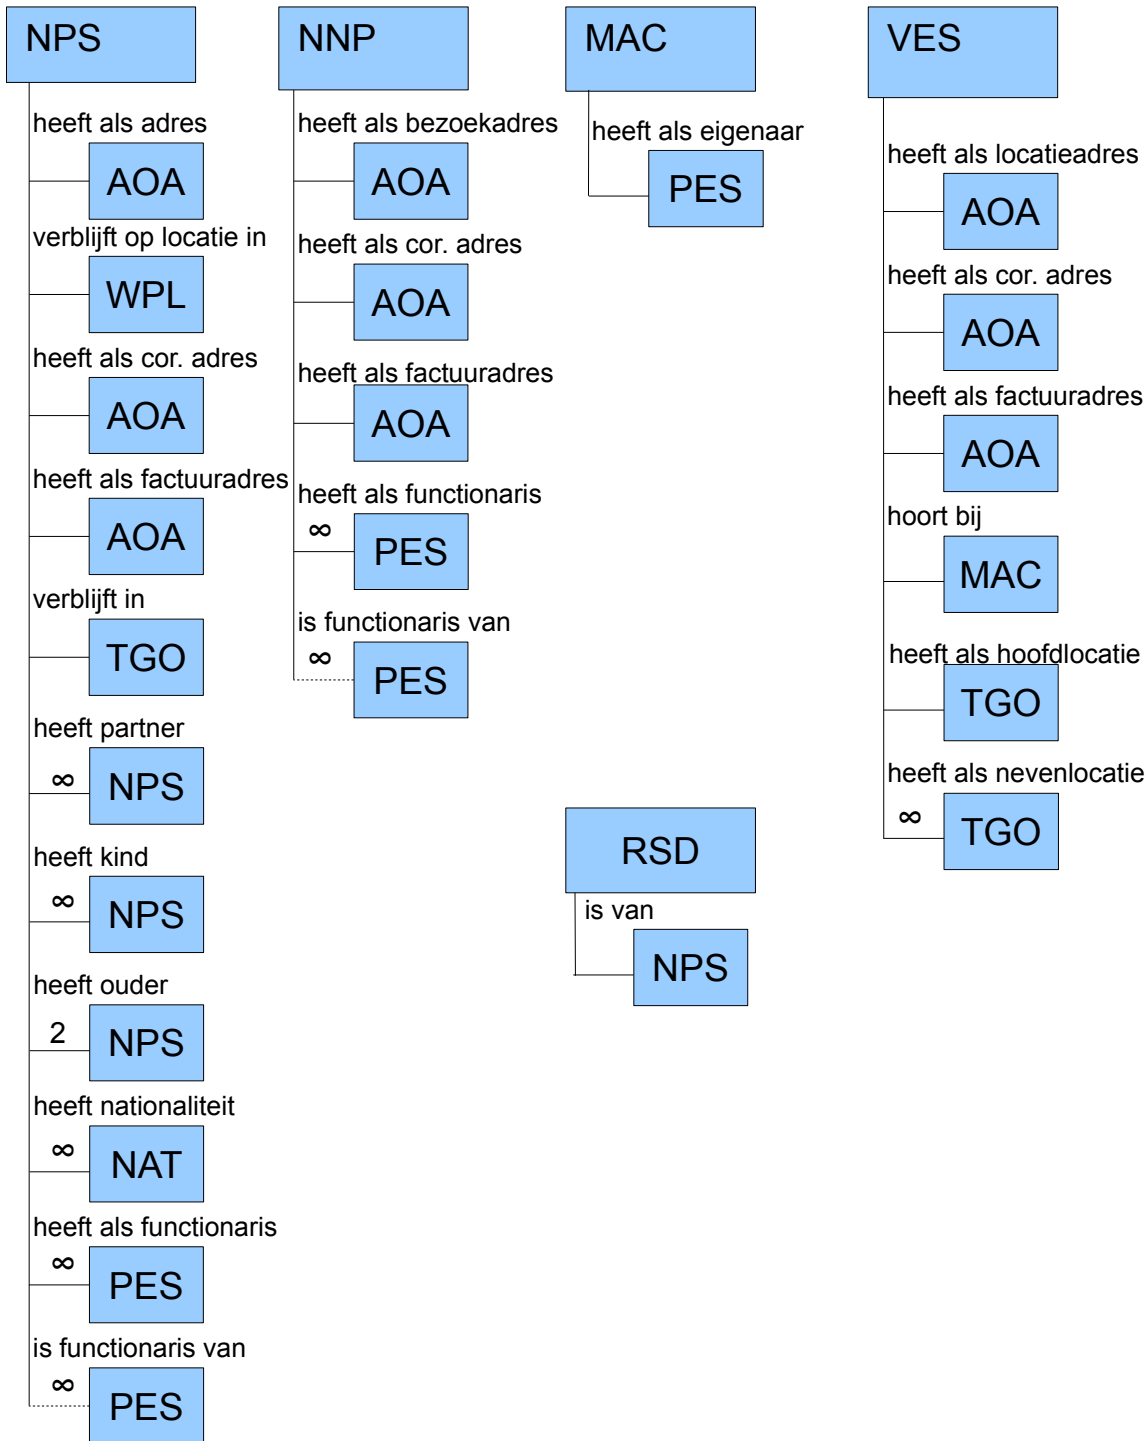 NPS
heeft als adres
AOA
verblijft op locatie in
WPL
heeft als cor. adres
AOA
heeft als factuuradres
AOA
verblijft in
TGO
heeft partner
∞
NPS
heeft kind
∞
NPS
heeft ouder
2
NPS
heeft nationaliteit
∞
NAT
heeft als functionaris
∞
PES
is functionaris van
∞
PES
NNP
heeft als bezoekadres
AOA
heeft als cor. adres
AOA
heeft als factuuradres
AOA
heeft als functionaris
∞
PES
is functionaris van
∞
PES
MAC
heeft als eigenaar
PES
RSD
is van
NPS
VES
heeft als locatieadres
AOA
heeft als cor. adres
AOA
heeft als factuuradres
AOA
hoort bij
MAC
heeft als hoofdlocatie
TGO
heeft als nevenlocatie
∞
TGO